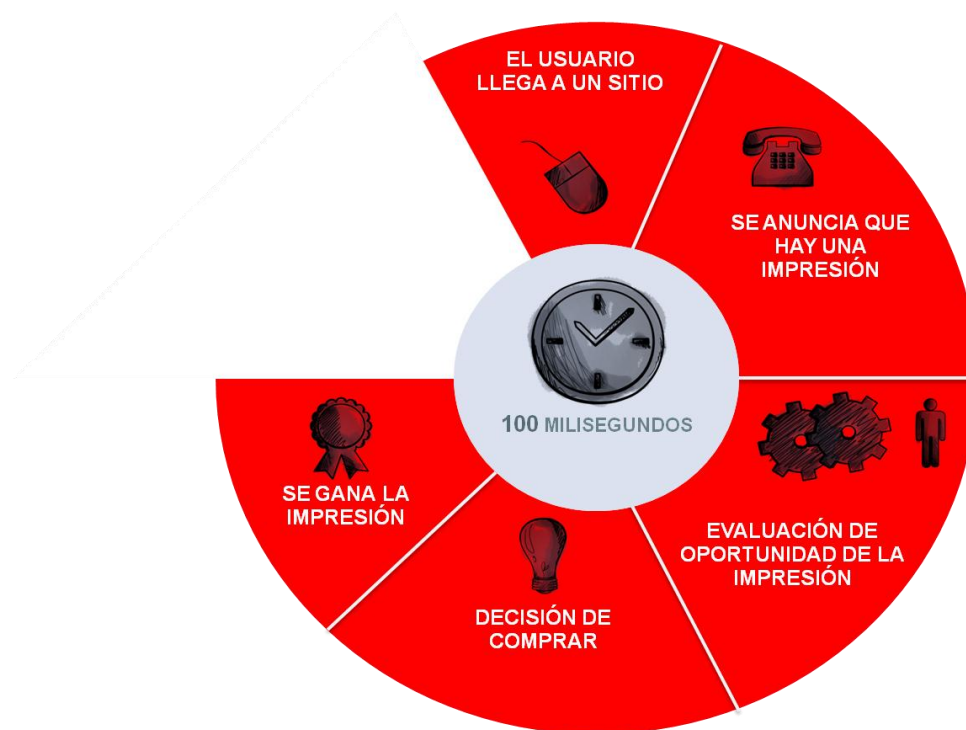 EL USUARIO
LLEGA A UN SITIO
SE ANUNCIA QUE
HAY UNA
IMPRESIÓN
EVALUACIÓN DE
OPORTUNIDAD DE LA
IMPRESIÓN
DECISIÓN DE
COMPRAR
SE GANA LA
IMPRESIÓN
100 MILISEGUNDOS